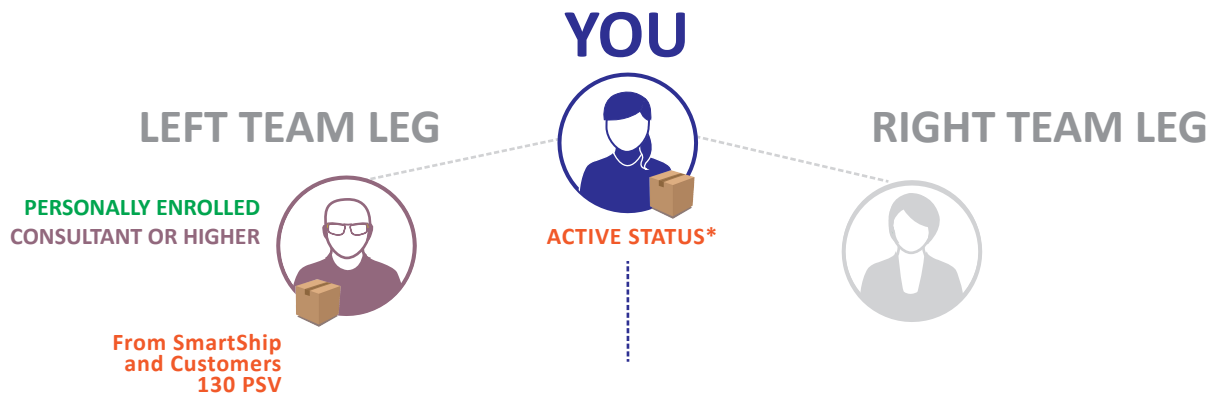 YOU
LEFT TEAM LEG
RIGHT TEAM LEG
PERSONALLY ENROLLED
CONSULTANT OR HIGHER
ACTIVE STATUS*
From SmartShip
and Customers
130 PSV